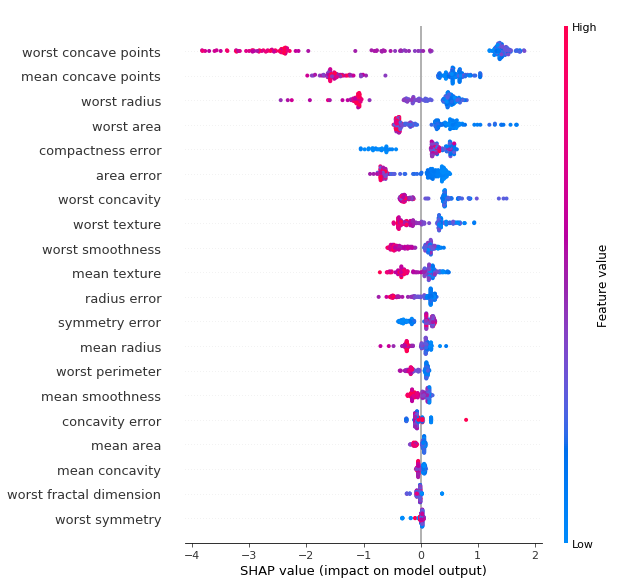 High
worst concave points
mean concave points
worst radius
worst area
compactness error
area error
worst concavity
worst texture
worst smoothness
mean texture
radius error
symmetry error
mean radius
worst perimeter
mean smoothness
concavity error
mean area
mean concavity
worst fractal dimension
worst symmetry
Low
Feature value
−4 −3 −2 −1 0 1 2
SHAP value (impact on model output)